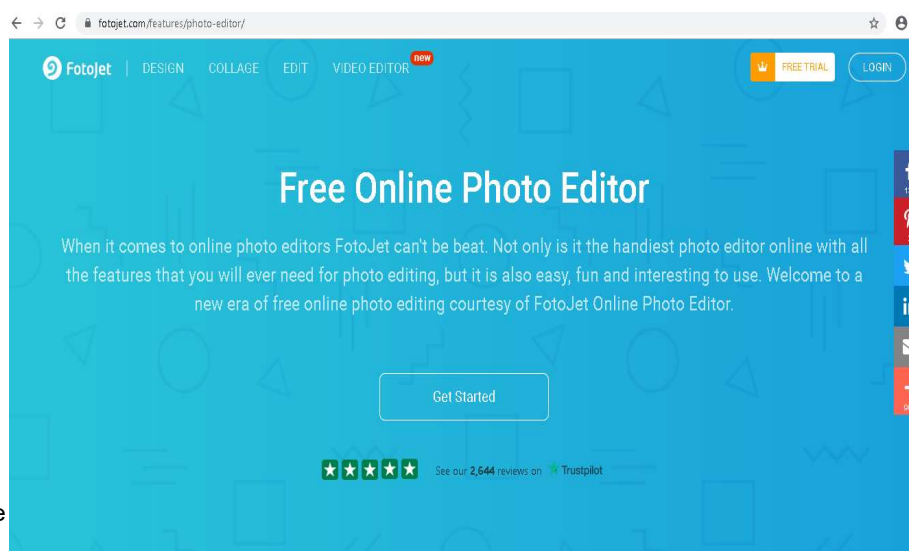 fotojet.com/features/photo-editor/
FotoJet | DESIGN COLLAGE EDIT VIDEO EDITOR new FREE TRIAL LOGIN
Free Online Photo Editor
When it comes to online photo editors FotoJet can't be beat. Not only is it the handiest photo editor online with all
the features that you will ever need for photo editing, but it is also easy, fun and interesting to use. Welcome to a
new era of free online photo editing courtesy of FotoJet Online Photo Editor.
Get Started
See our 2,644 reviews on Trustpilot
e